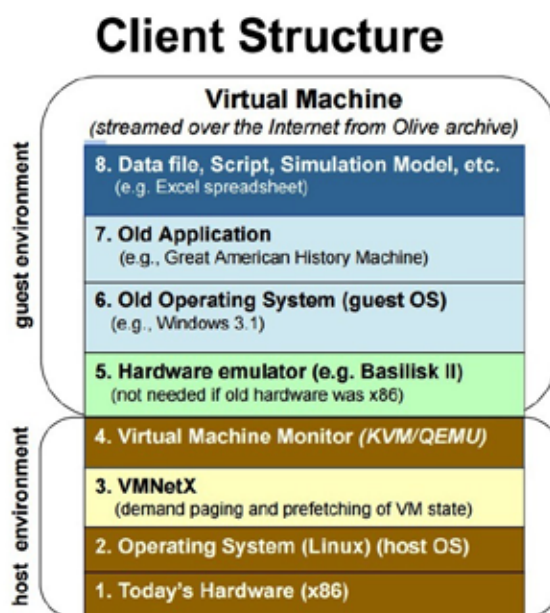 Client Structure
Virtual Machine
(streamed over the Internet from Olive archive)
guest environment
8. Data file, Script, Simulation Model, etc.
(e.g. Excel spreadsheet)
7. Old Application
(e.g., Great American History Machine)
6. Old Operating System (guest OS)
(e.g., Windows 3.1)
5. Hardware emulator (e.g. Basilisk II)
(not needed if old hardware was x86)
host environment
4. Virtual Machine Monitor (KVM/QEMU)
3. VMNetX
(demand paging and prefetching of VM state)
2. Operating System (Linux) (host OS)
1. Today's Hardware (x86)